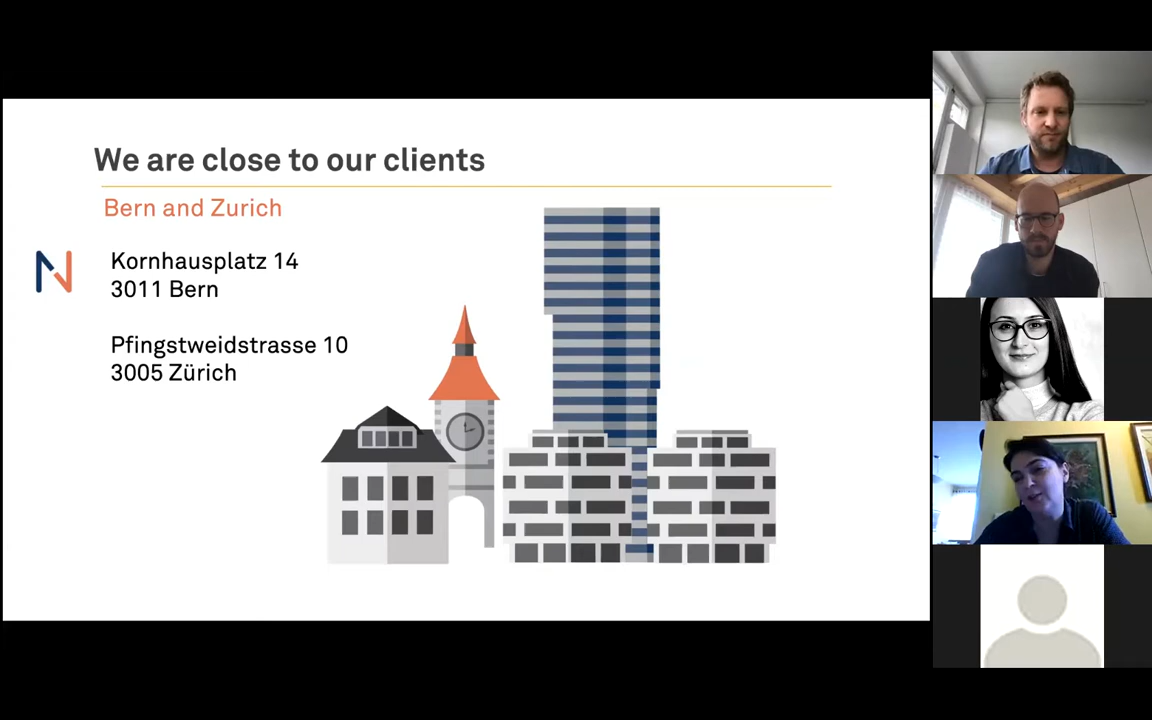 We are close to our clients
Bern and Zurich
Kornhausplatz 14
3011 Bern
Pfingstweidstrasse 10
3005 Zürich